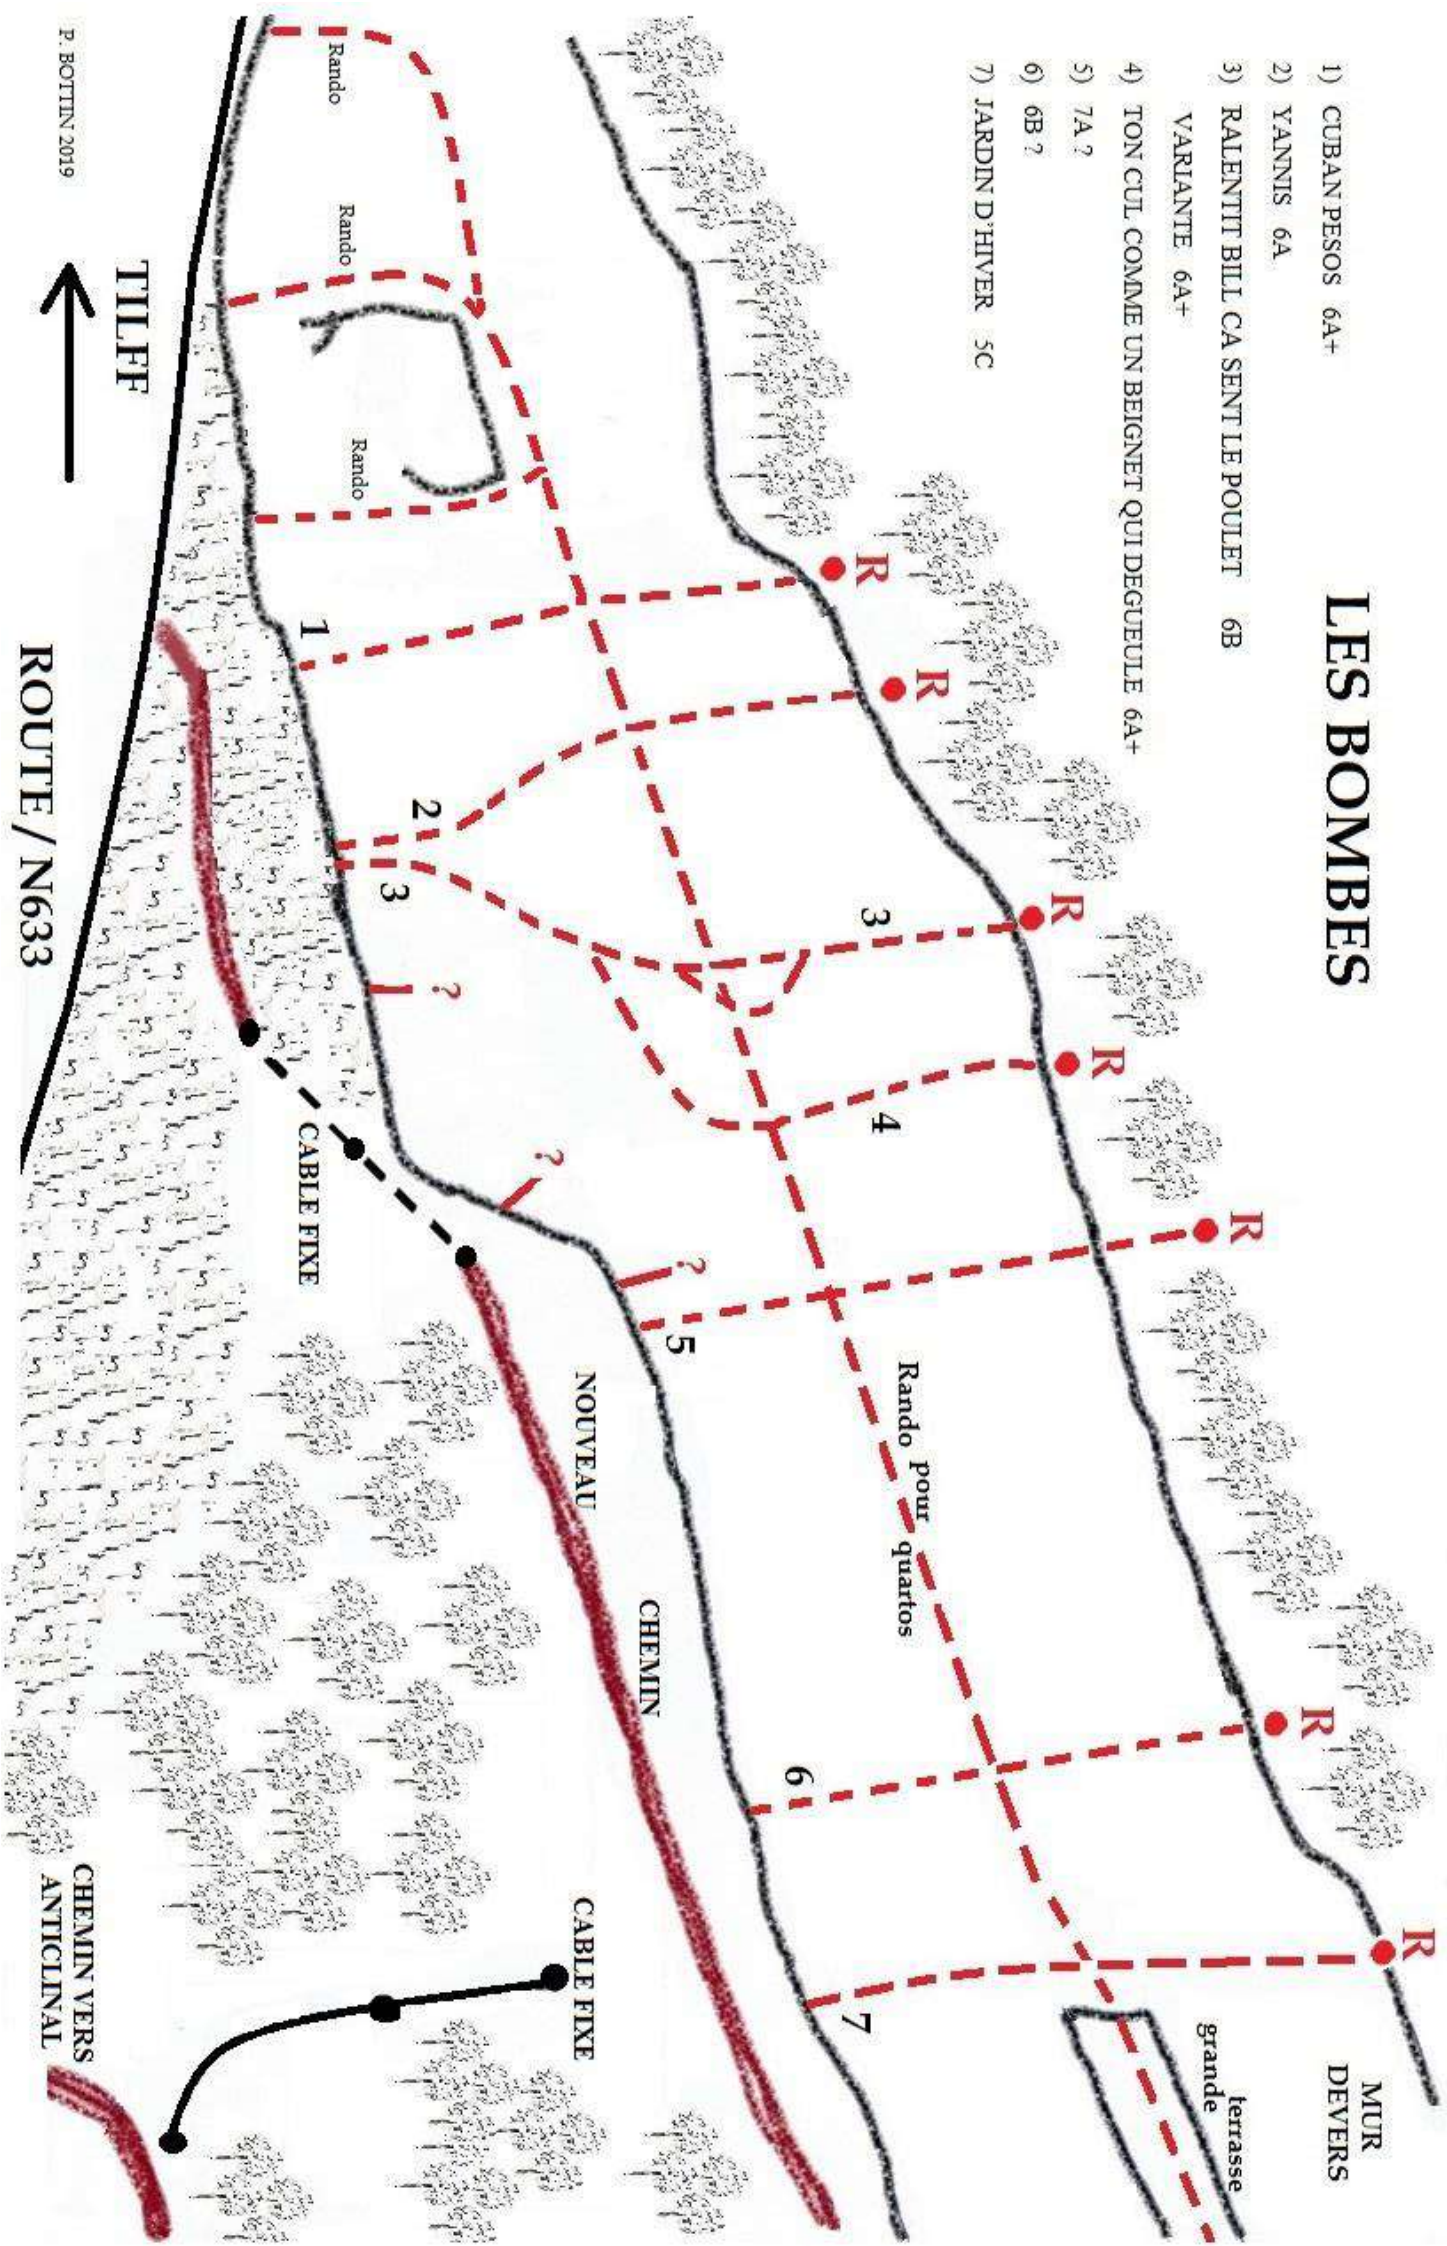 LES BOMBES
1) CUBAN PESOS 6A+
2) YANNIS 6A
3) RALENTIT BILL CA SENT LE POULET 6B
VARIANTE 6A+
4) TON CUL COMME UN BEIGNET QUI DEGUEULE 6A+
5) 7A ?
6) 6B ?
7) JARDIN D'HIVER 5C
R
R
R
R
R
R
R
MUR
DEVERS
terrasse
grande
3
4
Rando pour quartos
Rando
Rando
Rando
1
2
3
?
?
?
5
6
7
NOUVEAU
CHEMIN
CABLE FIXE
CABLE FIXE
TILFF
P. BOTTIN 2019
ROUTE / N633
CHEMIN VERS
ANTICLINAL